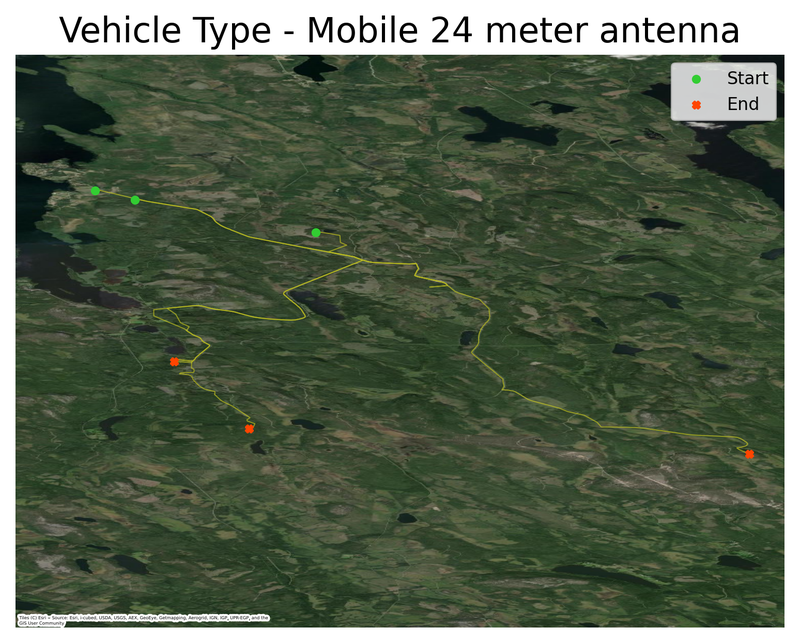 Vehicle Type - Mobile 24 meter antenna
Start
End
Tiles (C) Esri -- Source: Esri, i-cubed, USDA, USGS, AEX, GeoEye, Getmapping, Aerogrid, IGN, IGP, UPR-EGP, and the
GIS User Community